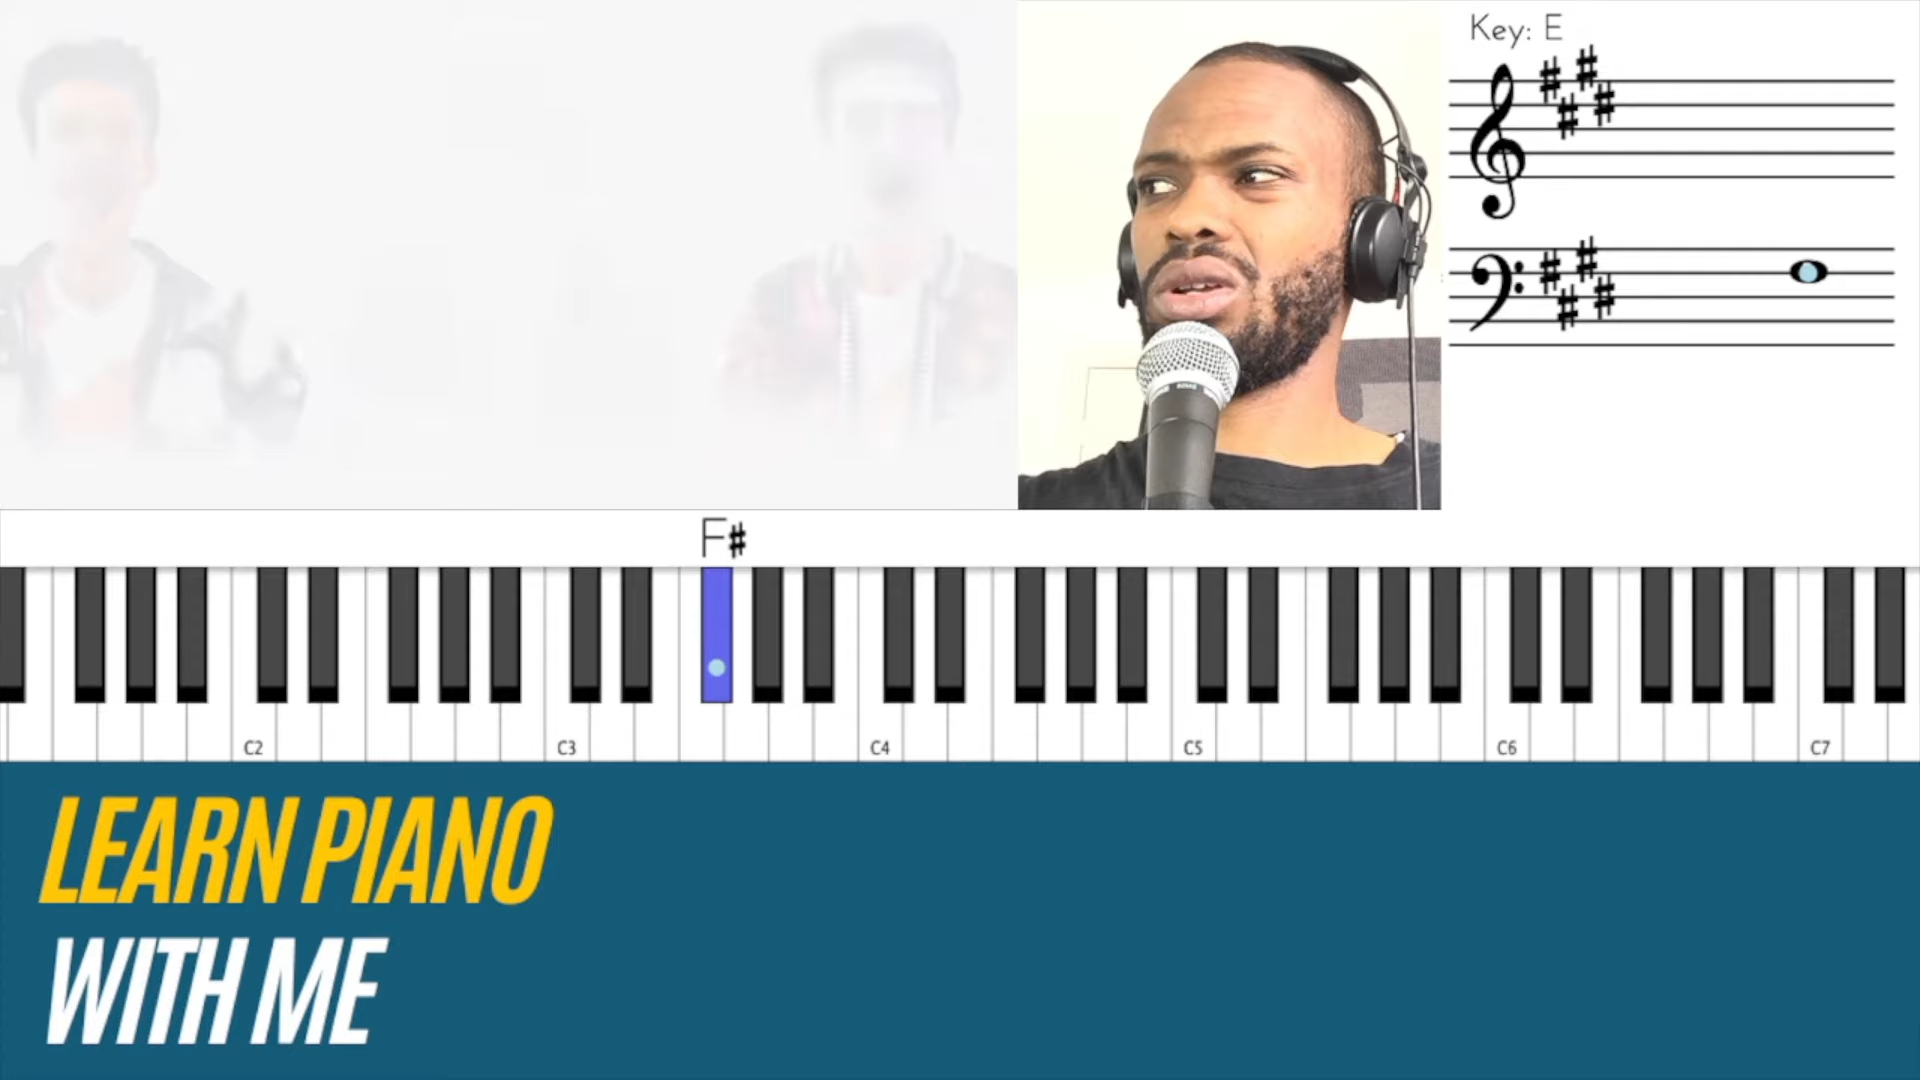 Key: E
F#
C2 C3 C4 C5 C6 C7
LEARN PIANO
WITH ME